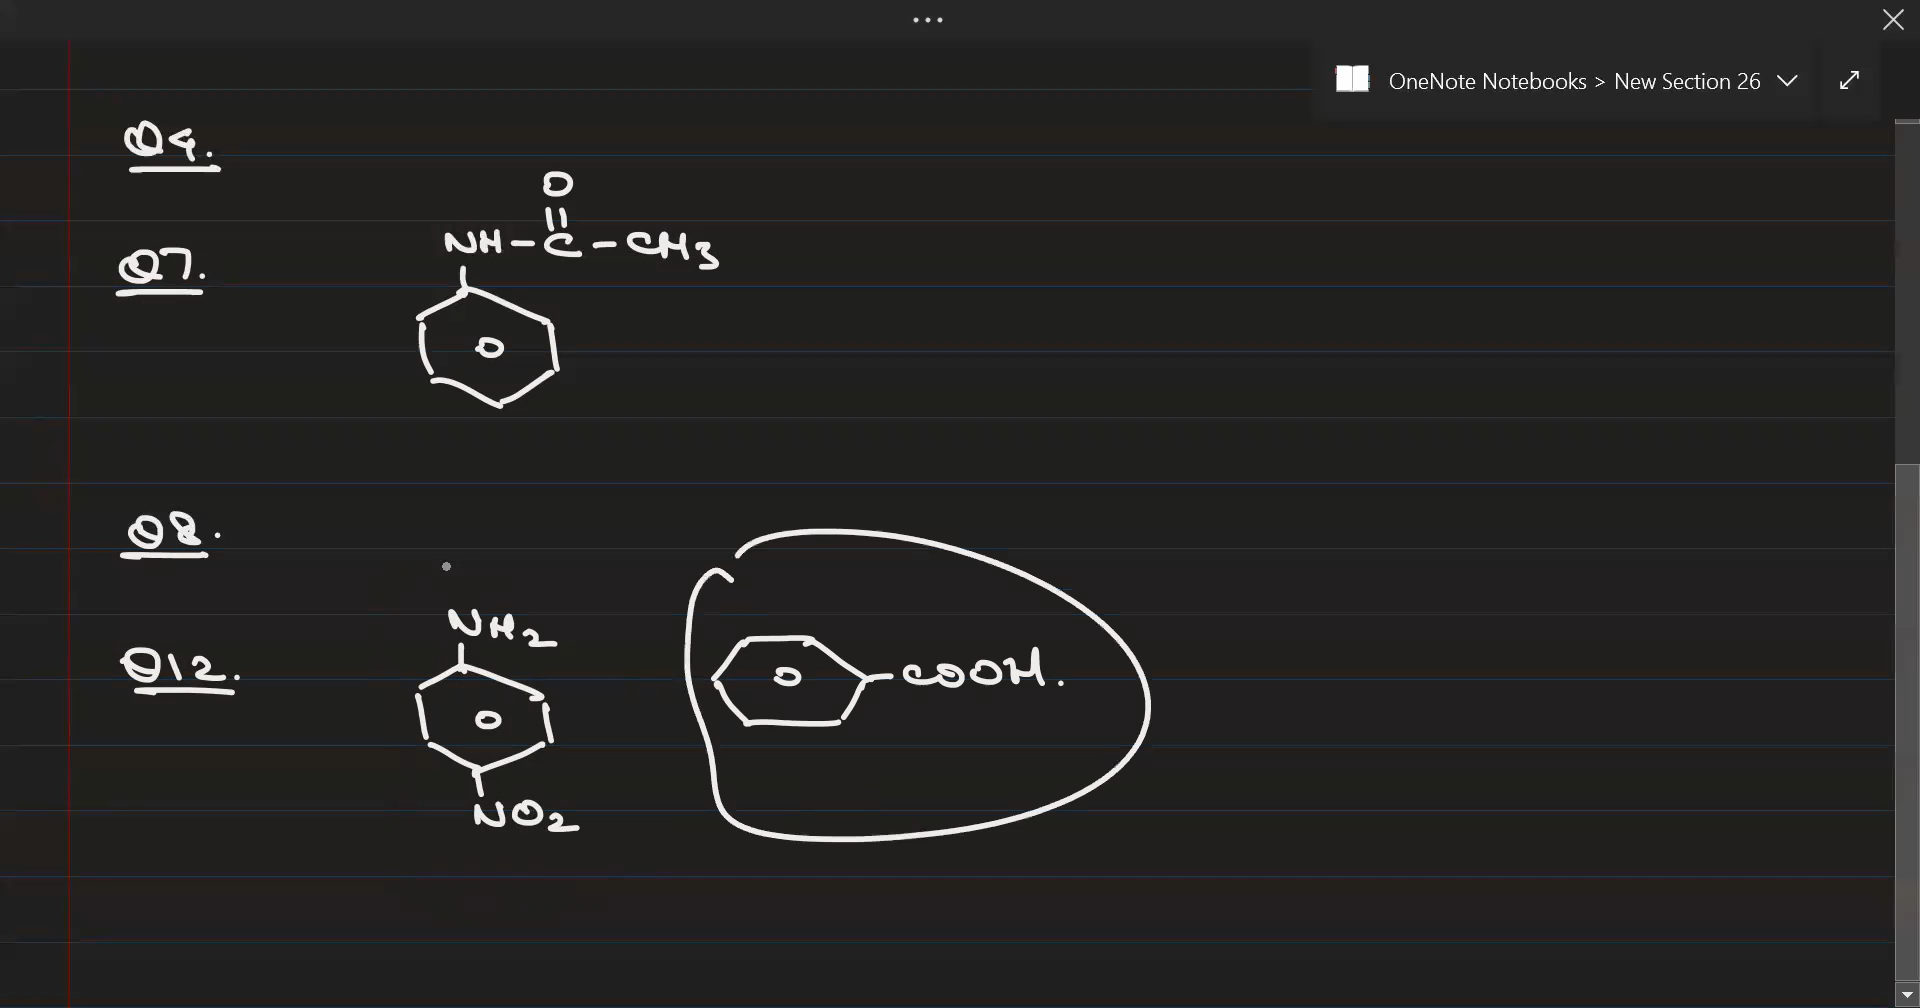 ...
OneNote Notebooks > New Section 26
Q4.
O
NH-C-CH3
Q7.
Q8.
NH2
Q12.
-COOH.
NO2